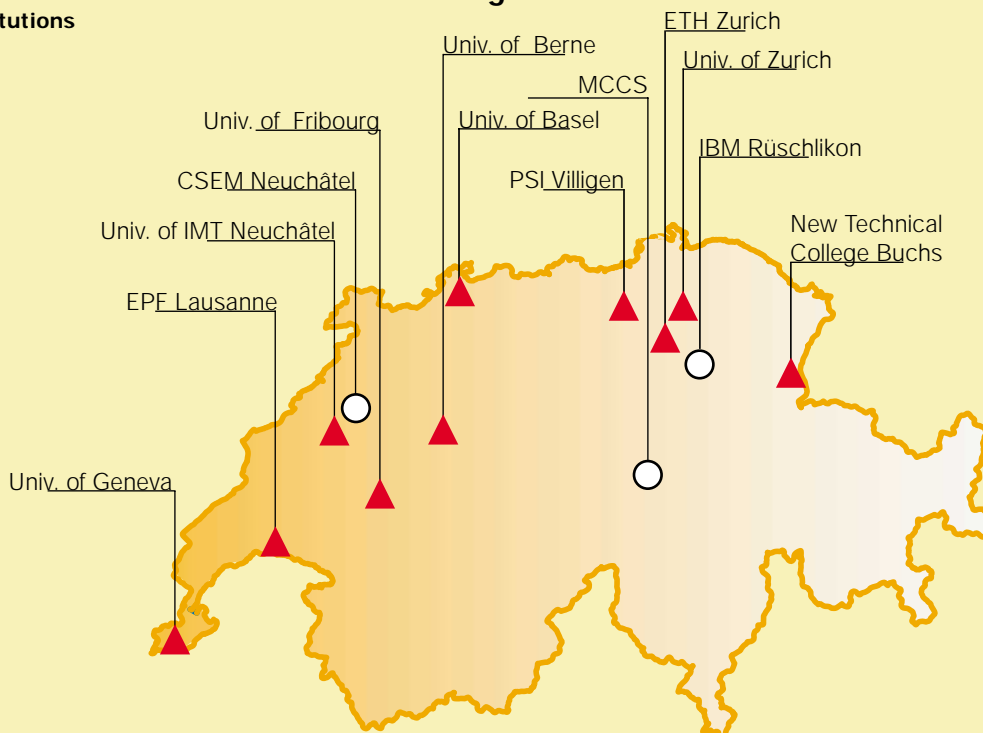 tutions
ETH Zurich
Univ. of Berne
Univ. of Zurich
MCCS
Univ. of Fribourg
Univ. of Basel
IBM Rüschlikon
CSEM Neuchâtel
PSI Villigen
Univ. of IMT Neuchâtel
New Technical
College Buchs
EPF Lausanne
Univ. of Geneva